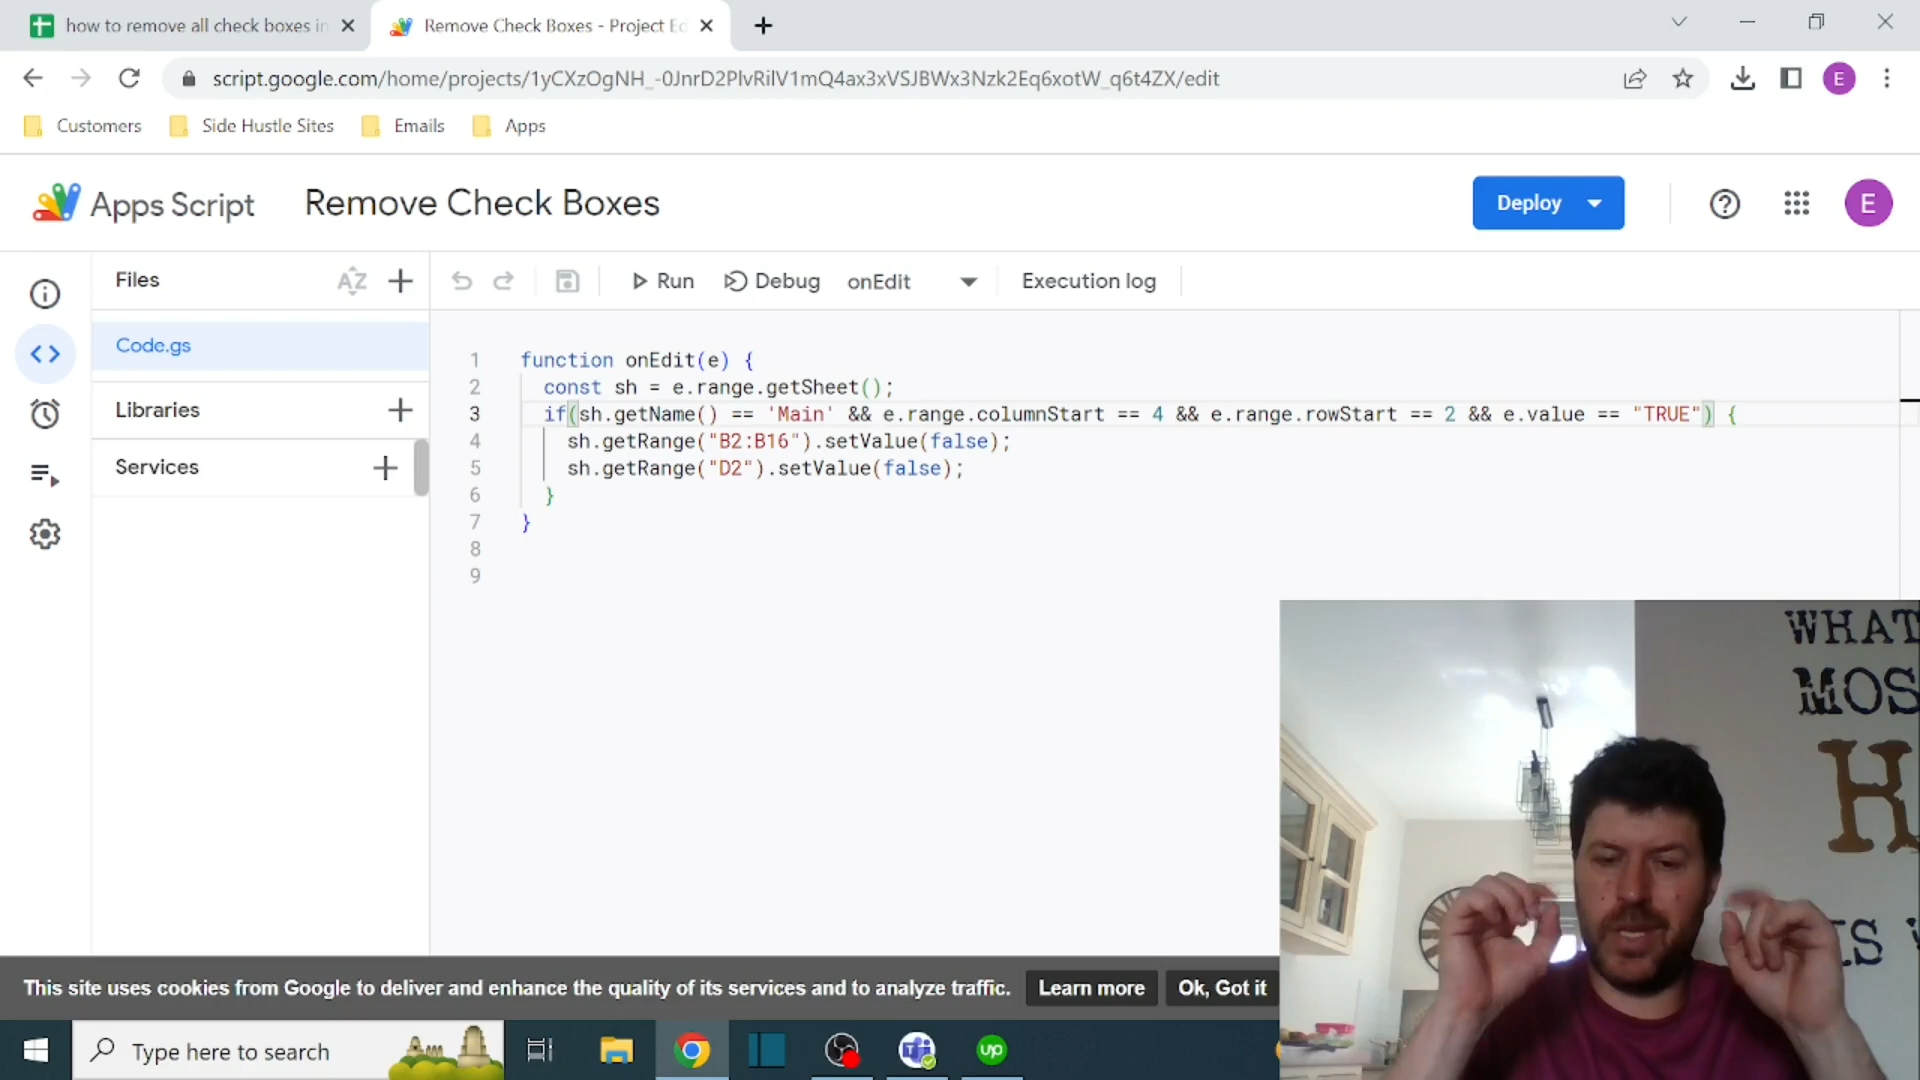 how to remove all check boxes in
Remove Check Boxes - Project Ed
script.google.com/home/projects/1yCXzOgNH_-0JnrD2PlvRilV1mQ4ax3xVSJBWx3Nzk2Eq6xotW_q6t4ZX/edit
E
Customers
Side Hustle Sites
Emails
Apps
Apps Script
Remove Check Boxes
Deploy
E
Files
AZ
Run
Debug
onEdit
Execution log
Code.gs
Libraries
Services
1 function onEdit(e) {
2 const sh = e.range.getSheet();
3 if(sh.getName() == 'Main' && e.range.columnStart == 4 && e.range.rowStart == 2 && e.value == "TRUE") {
4 sh.getRange("B2:B16").setValue(false);
5 sh.getRange("D2").setValue(false);
6 }
7 }
8
9
WHAT
MOS
H
IS
This site uses cookies from Google to deliver and enhance the quality of its services and to analyze traffic.
Learn more
Ok, Got it
Type here to search
up